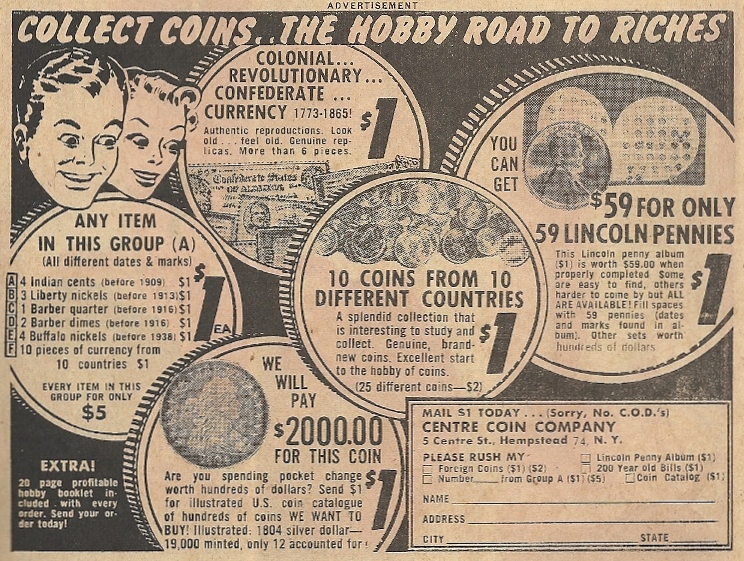 ADVERTISEMENT
COLLECT COINS..THE HOBBY ROAD TO RICHES
COLONIAL...
REVOLUTIONARY...
CONFEDERATE ...
CURRENCY 1773-1865!
Authentic reproductions. Look
old . . . feel old. Genuine rep-
licas. More than 6 pieces.
$1
Confederate States
YOU
CAN
GET
$59 FOR ONLY
59 LINCOLN PENNIES
This Lincoln penny album
($1) is worth $59.00 when
properly completed Some
are easy to find, others
harder to come by but ALL
ARE AVAILABLE! Fill spaces
with 59 pennies (dates
and marks found in al-
bum). Other sets worth
hundreds of dollars
$1
ANY ITEM
IN THIS GROUP (A)
(All different dates & marks)
A 4 Indian cents (before 1909) $1
B 3 Liberty nickels (before 1913) $1
C 1 Barber quarter (before 1916) $1
D 2 Barber dimes (before 1916) $1
E 4 Buffalo nickels (before 1938) $1
F 10 pieces of currency from
10 countries $1
$1 EA
EVERY ITEM IN THIS
GROUP FOR ONLY
$5
10 COINS FROM 10
DIFFERENT COUNTRIES
A splendid collection that
is interesting to study and
collect. Genuine, brand-
new coins. Excellent start
to the hobby of coins.
(25 different coins—$2)
$1
WE
WILL
PAY
$2000.00
FOR THIS COIN
Are you spending pocket change
worth hundreds of dollars? Send $1
for illustrated U.S. coin catalogue
of hundreds of coins WE WANT TO
BUY! Illustrated: 1804 silver dollar—
19,000 minted, only 12 accounted for!
$1
EXTRA!
20 page profitable
hobby booklet in-
cluded with every
order. Send your or-
der today!
MAIL $1 TODAY . . . (Sorry, No. C.O.D.'s)
CENTRE COIN COMPANY
5 Centre St., Hempstead 74, N. Y.
PLEASE RUSH MY
Lincoln Penny Album ($1)
Foreign Coins ($1) ($2)
200 Year old Bills ($1)
Number____from Group A ($1) ($5)
Coin Catalog ($1)
NAME
ADDRESS
CITY STATE